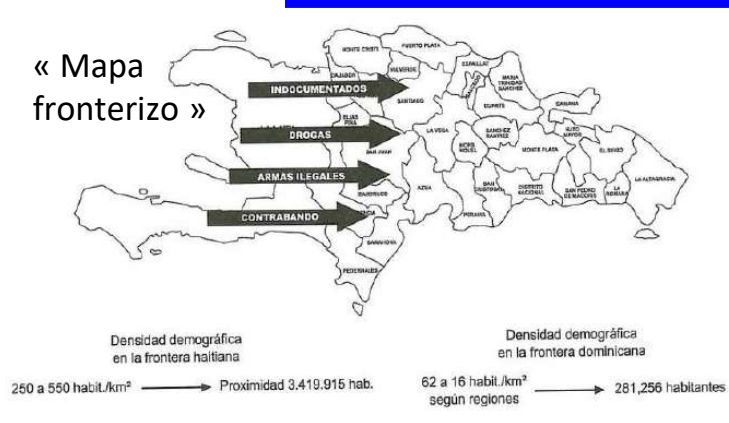 « Mapa
fronterizo »
MONTE CRISTI
PUERTO PLATA
ESPAILLAT
VALVERDE
DAJABON
MARIA
TRINIDAD
SANCHEZ
SALCEDO
INDOCUMENTADOS
SANTIAGO
DUARTE
SAMANA
ELIAS
PIÑA
DROGAS
LA VEGA
SANCHEZ
RAMIREZ
HATO
MAYOR
SAN JUAN
MONS
NOUEL
MONTE PLATA
EL SEIBO
ARMAS ILEGALES
LA ALTAGRACIA
AZUA
SAN
CRISTOBAL
DISTRITO
NACIONAL
SAN PEDRO
DE MACORIS
LA
ROMANA
CONTRABANDO
PERAVIA
BARAHONA
PEDERNALES
Densidad demográfica
en la frontera haitiana
Densidad demográfica
en la frontera dominicana
250 a 550 habit./km²
Proximidad 3.419.915 hab.
62 a 16 habit./km²
según regiones
281,256 habitantes